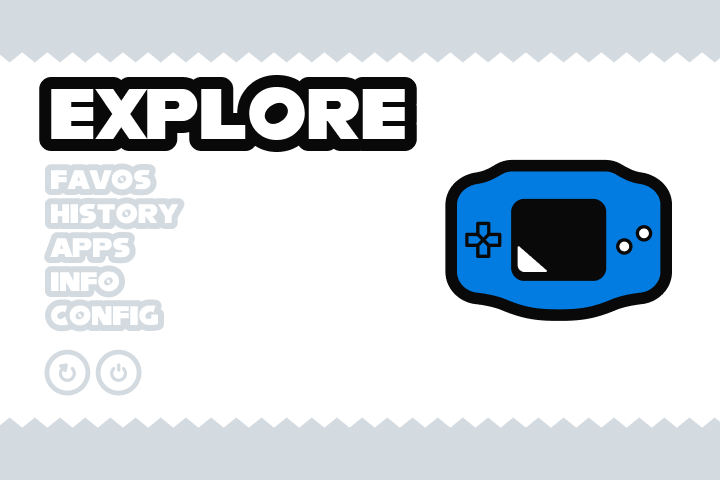 EXPLORE
FAVOS
HISTORY
APPS
INFO
CONFIG